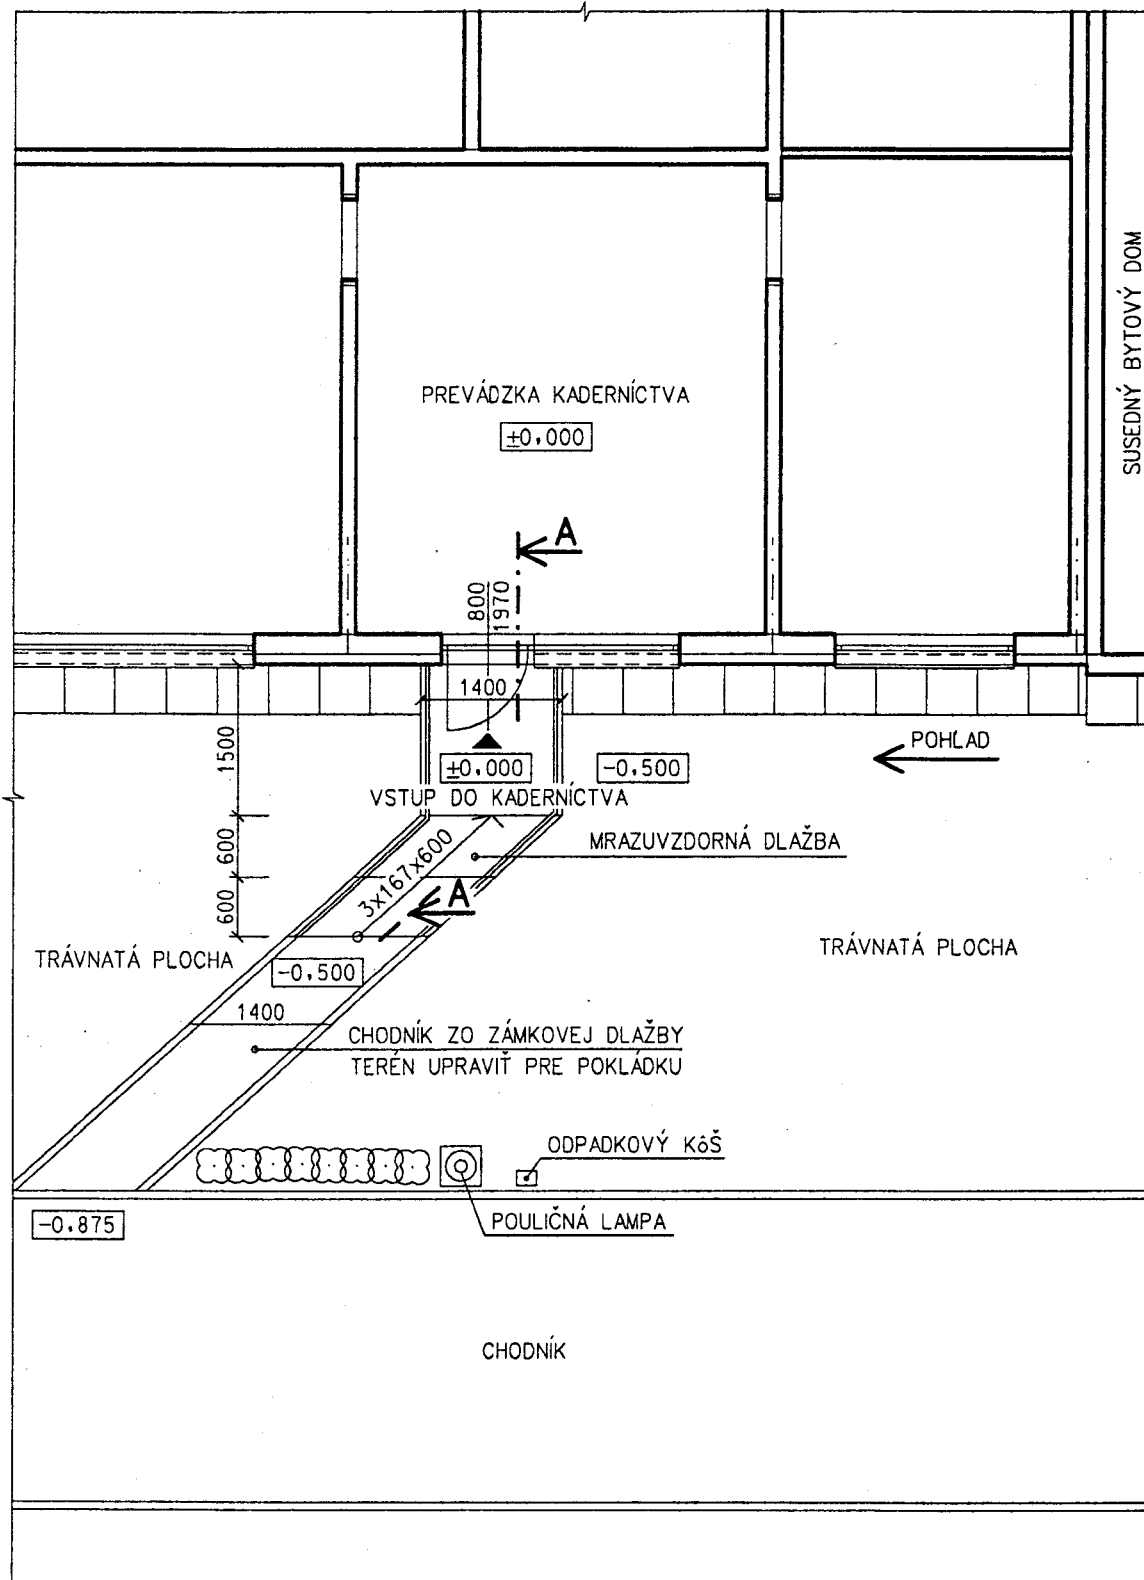 SUSEDNÝ BYTOVÝ DOM
PREVÁDZKA KADERNÍCTVA
±0,000
A
800
1970
1400
1500
POHĽAD
±0,000
-0,500
VSTUP DO KADERNÍCTVA
600
3x167x600
MRAZUVZDORNÁ DLAŽBA
600
A
TRÁVNATÁ PLOCHA
TRÁVNATÁ PLOCHA
-0,500
1400
CHODNÍK ZO ZÁMKOVEJ DLAŽBY
TERÉN UPRAVIŤ PRE POKLÁDKU
ODPADKOVÝ KôŠ
-0.875
POULIČNÁ LAMPA
CHODNÍK